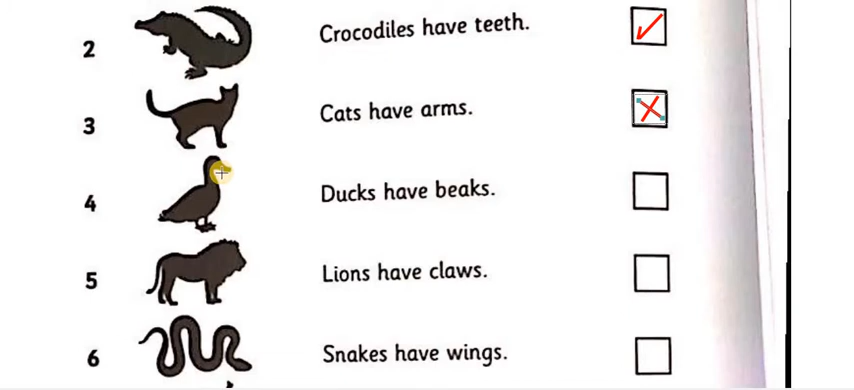 2 Crocodiles have teeth.
3 Cats have arms.
4 Ducks have beaks.
5 Lions have claws.
6 Snakes have wings.